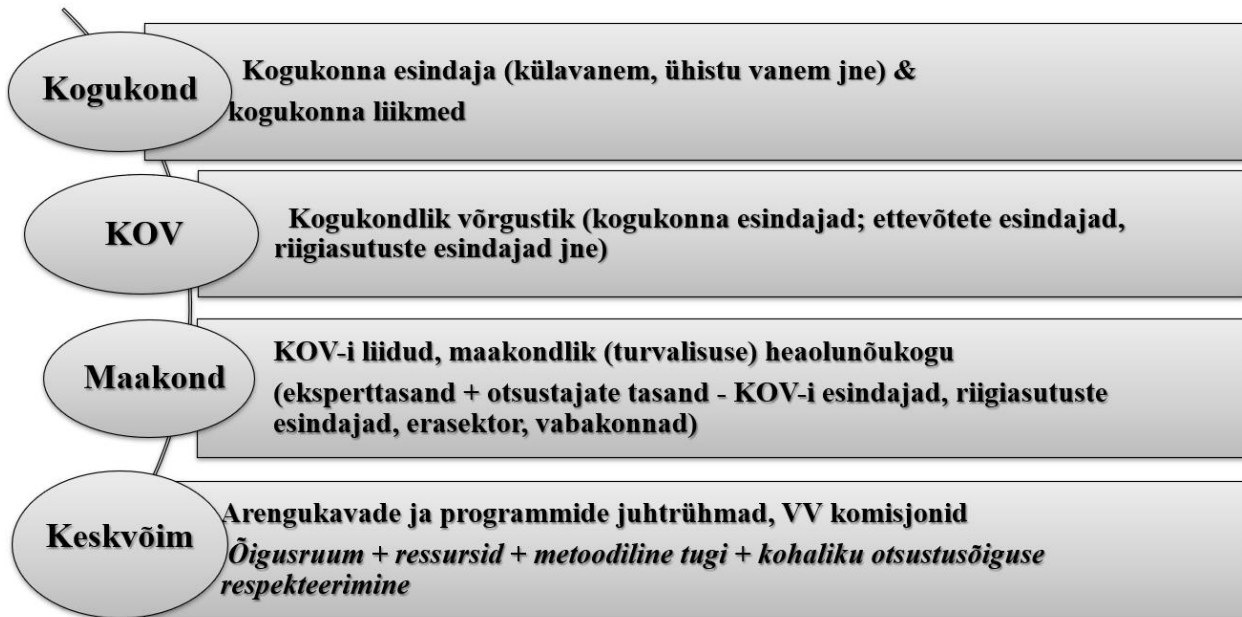 Kogukond
Kogukonna esindaja (külavanem, ühistu vanem jne) &
kogukonna liikmed
KOV
Kogukondlik võrgustik (kogukonna esindajad; ettevõtete esindajad,
riigiasutuste esindajad jne)
Maakond
KOV-i liidud, maakondlik (turvalisuse) heaolunõukogu
(eksperttasand + otsustajate tasand - KOV-i esindajad, riigiasutuste
esindajad, erasektor, vabakonnad)
Keskvõim
Arengukavade ja programmide juhtrühmad, VV komisjonid
Õigusruum + ressursid + metoodiline tugi + kohaliku otsustusõiguse
respekteerimine